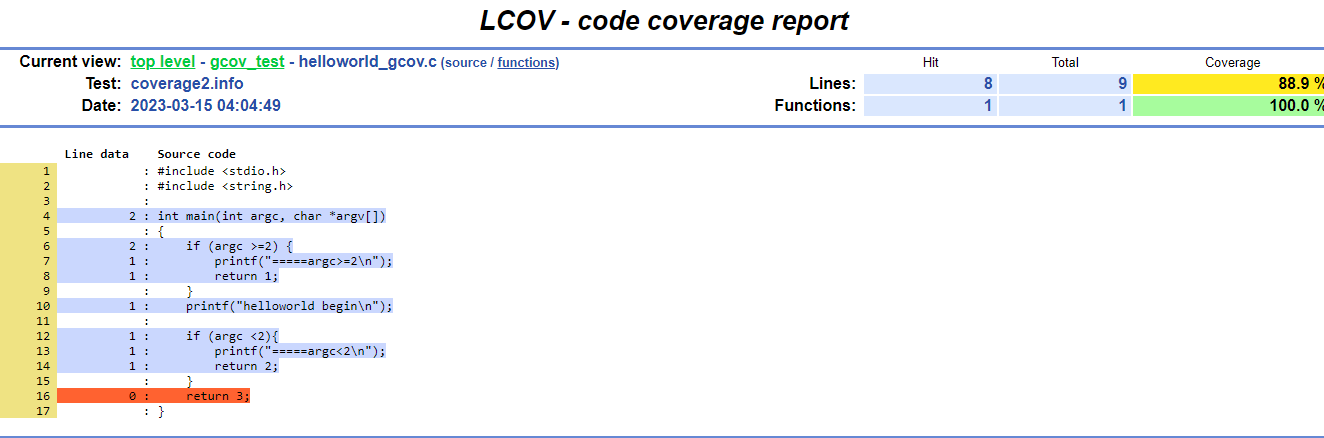 LCOV - code coverage report
Current view: top level - gcov_test - helloworld_gcov.c (source / functions) Hit Total Coverage
Test: coverage2.info Lines: 8 9 88.9 %
Date: 2023-03-15 04:04:49 Functions: 1 1 100.0 %
Line data Source code
1 : #include <stdio.h>
2 : #include <string.h>
3 :
4 2 : int main(int argc, char *argv[])
5 : {
6 2 : if (argc >=2) {
7 1 : printf("=====argc>=2\n");
8 1 : return 1;
9 : }
10 1 : printf("helloworld begin\n");
11 :
12 1 : if (argc <2){
13 1 : printf("=====argc<2\n");
14 1 : return 2;
15 : }
16 0 : return 3;
17 : }